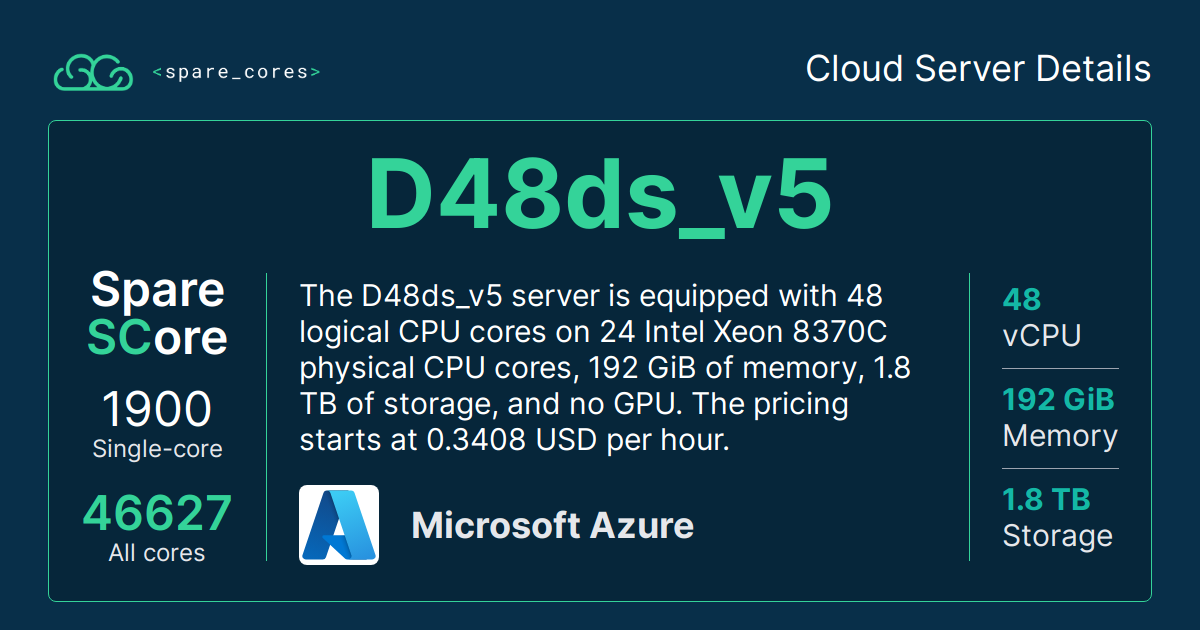 <spare_cores>
Cloud Server Details
D48ds_v5
Spare
SCore
1900
Single-core
46627
All cores
The D48ds_v5 server is equipped with 48
logical CPU cores on 24 Intel Xeon 8370C
physical CPU cores, 192 GiB of memory, 1.8
TB of storage, and no GPU. The pricing
starts at 0.3408 USD per hour.
Microsoft Azure
48
vCPU
192 GiB
Memory
1.8 TB
Storage